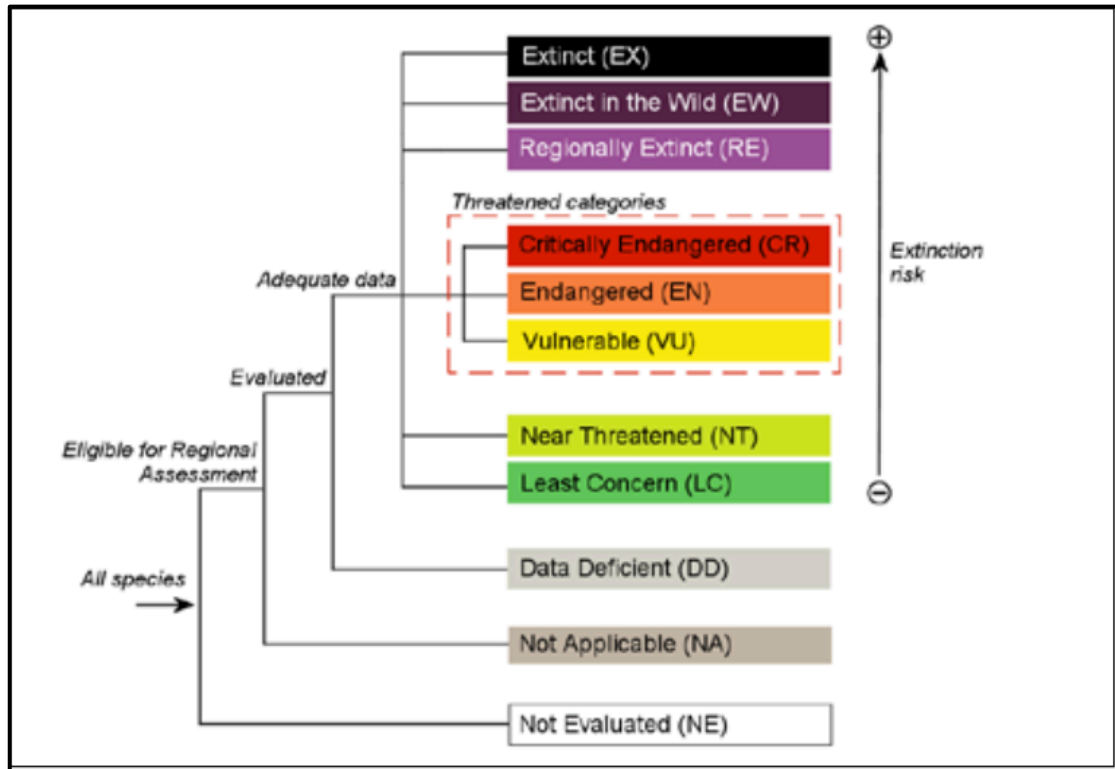 Extinct (EX)
Extinct in the Wild (EW)
Regionally Extinct (RE)
Threatened categories
Critically Endangered (CR)
Extinction
risk
Adequate data
Endangered (EN)
Vulnerable (VU)
Evaluated
Near Threatened (NT)
Eligible for Regional
Assessment
Least Concern (LC)
Data Deficient (DD)
All species
Not Applicable (NA)
Not Evaluated (NE)